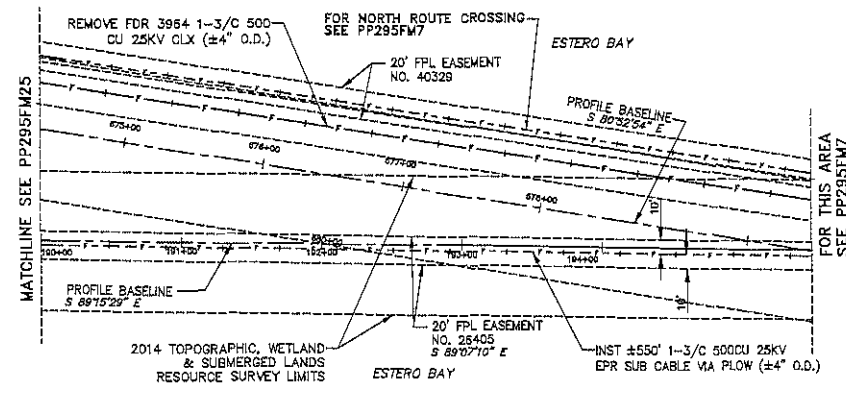 REMOVE FDR 3964 1-3/C 500
CU 25KV CLX (±4" O.D.)
FOR NORTH ROUTE CROSSING
SEE PP295FM7
ESTERO BAY
20' FPL EASEMENT
NO. 40329
PROFILE BASELINE
S 80°32'54" E
MATCHLINE SEE PP295FM25
FOR THIS AREA
SEE PP295FM7
675+00
676+00
677+00
678+00
10'
190+00
191+00
192+00
193+00
194+00
10'
PROFILE BASELINE
S 89°15'29" E
20' FPL EASEMENT
NO. 26405
S 89°07'10" E
2014 TOPOGRAPHIC, WETLAND
& SUBMERGED LANDS
RESOURCE SURVEY LIMITS
ESTERO BAY
INST ±550' 1-3/C 500CU 25KV
EPR SUB CABLE VIA PLOW (±4" O.D.)